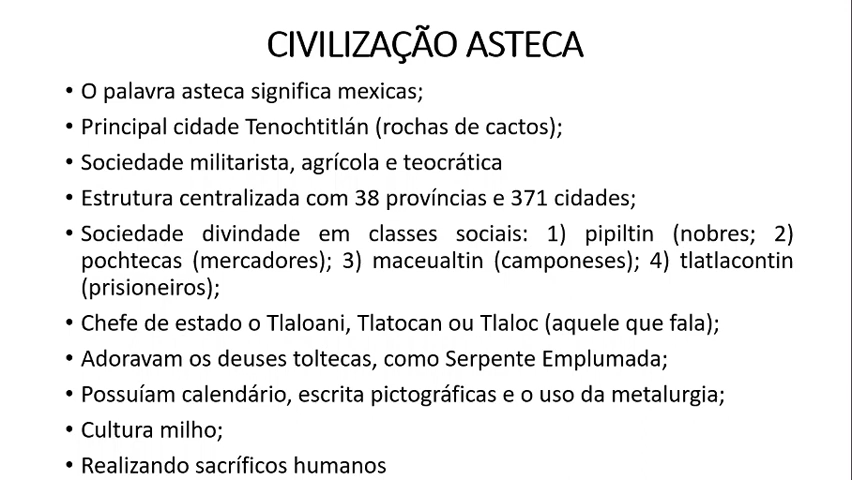 CIVILIZAÇÃO ASTECA
• O palavra asteca significa mexicas;
• Principal cidade Tenochtitlán (rochas de cactos);
• Sociedade militarista, agrícola e teocrática
• Estrutura centralizada com 38 províncias e 371 cidades;
• Sociedade divindade em classes sociais: 1) pipiltin (nobres; 2)
pochtecas (mercadores); 3) maceualtin (camponeses); 4) tlatlacontin
(prisioneiros);
• Chefe de estado o Tlaloani, Tlatocan ou Tlaloc (aquele que fala);
• Adoravam os deuses toltecas, como Serpente Emplumada;
• Possuíam calendário, escrita pictográficas e o uso da metalurgia;
• Cultura milho;
• Realizando sacríficos humanos